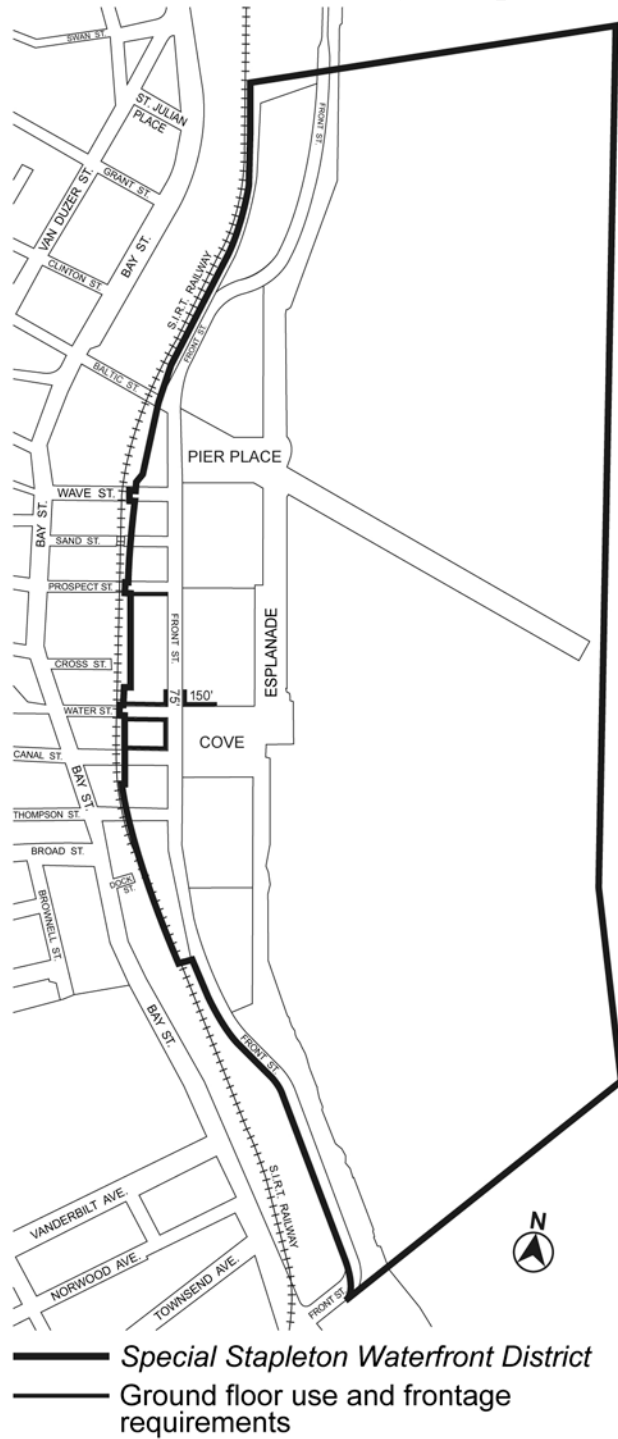 SWAN ST.
ST. JULIAN
PLACE
FRONT ST.
GRANT ST.
VAN DUZER ST.
BAY ST.
CLINTON ST.
S.I.R.T. RAILWAY
FRONT ST.
BALTIC ST.
PIER PLACE
WAVE ST.
BAY ST.
SAND ST.
PROSPECT ST.
FRONT ST.
ESPLANADE
CROSS ST.
75'
150'
WATER ST.
COVE
CANAL ST.
BAY ST.
THOMPSON ST.
BROAD ST.
DOCK
ST.
BROWNELL ST.
BAY ST.
FRONT ST.
S.I.R.T. RAILWAY
VANDERBILT AVE.
NORWOOD AVE.
TOWNSEND AVE.
FRONT ST.
N
Special Stapleton Waterfront District
Ground floor use and frontage
requirements